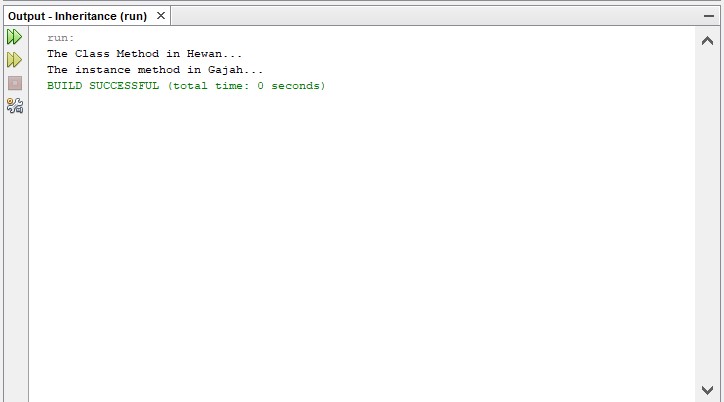 Output - Inheritance (run)
run:
The Class Method in Hewan...
The instance method in Gajah...
BUILD SUCCESSFUL (total time: 0 seconds)